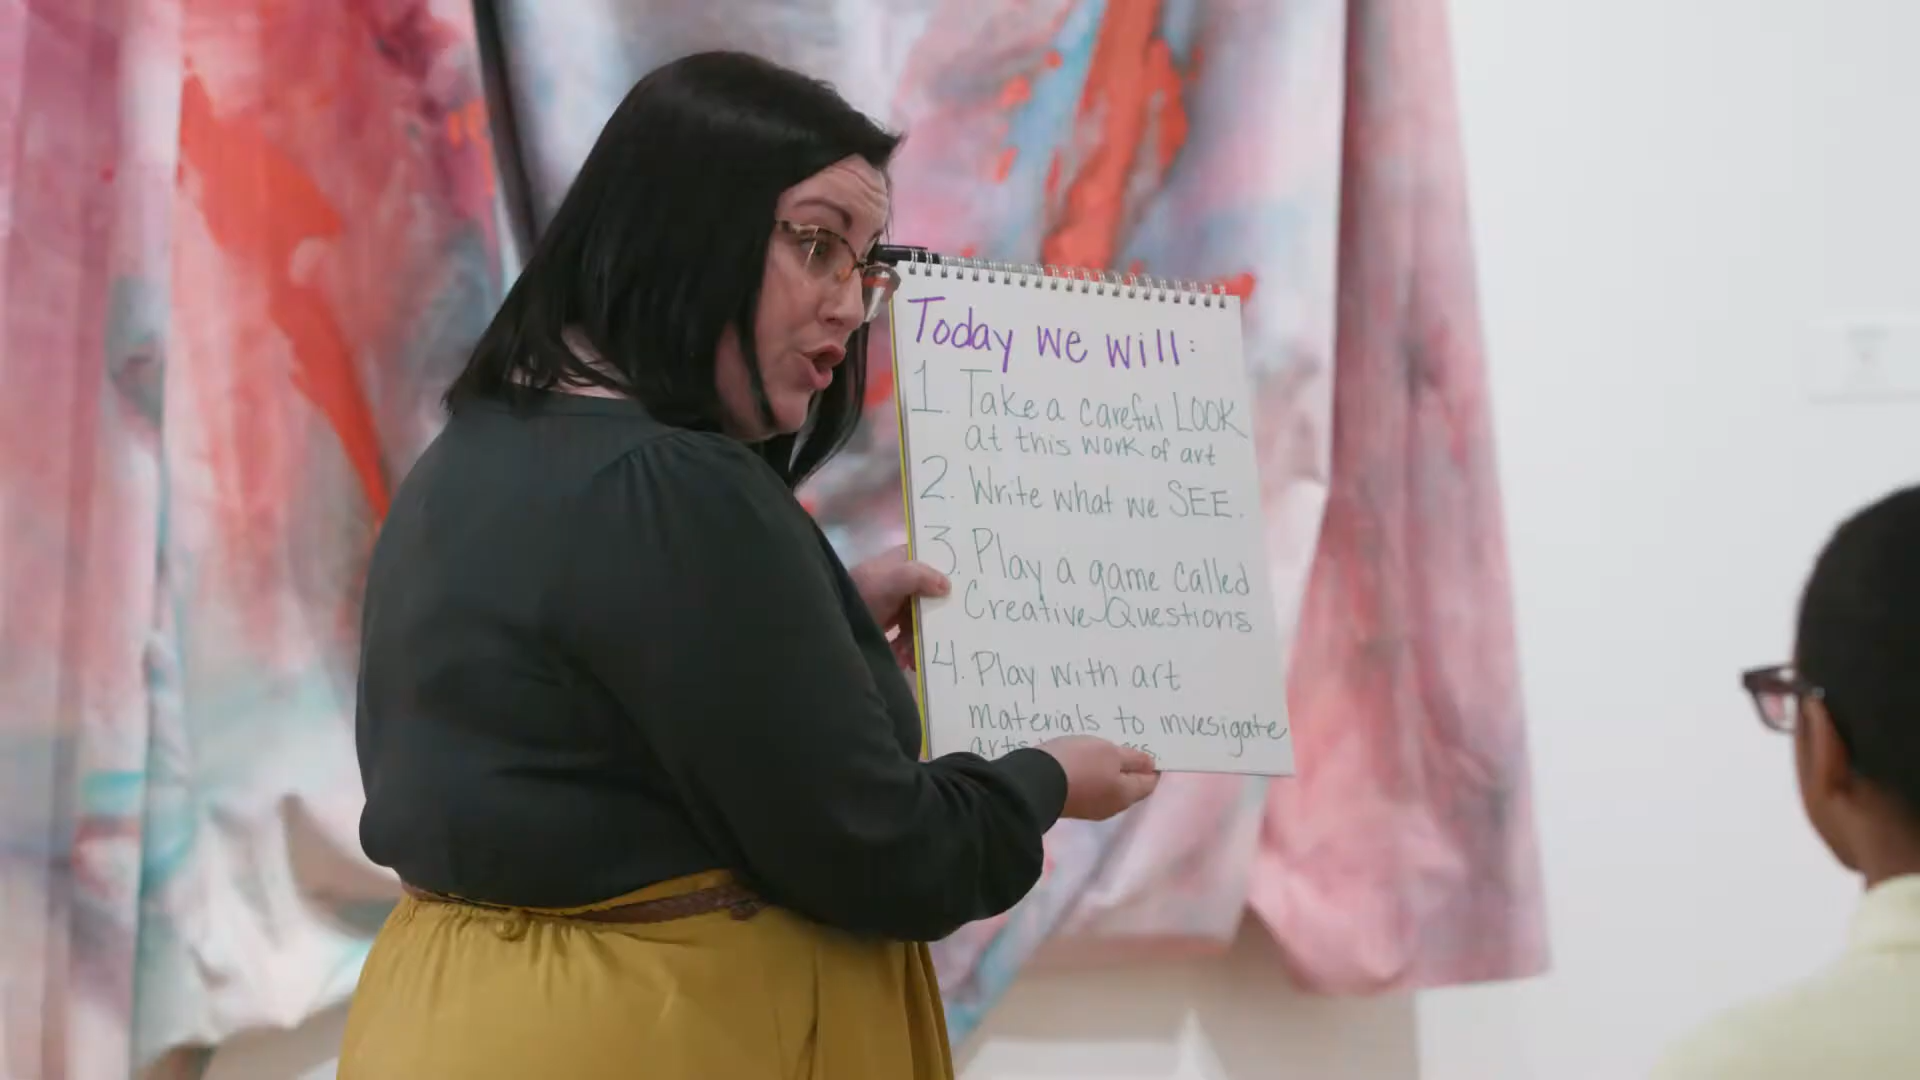 Today we will:
1. Take a careful LOOK
at this work of art
2. Write what we SEE.
3. Play a game called
Creative Questions
4. Play with art
materials to invesigate